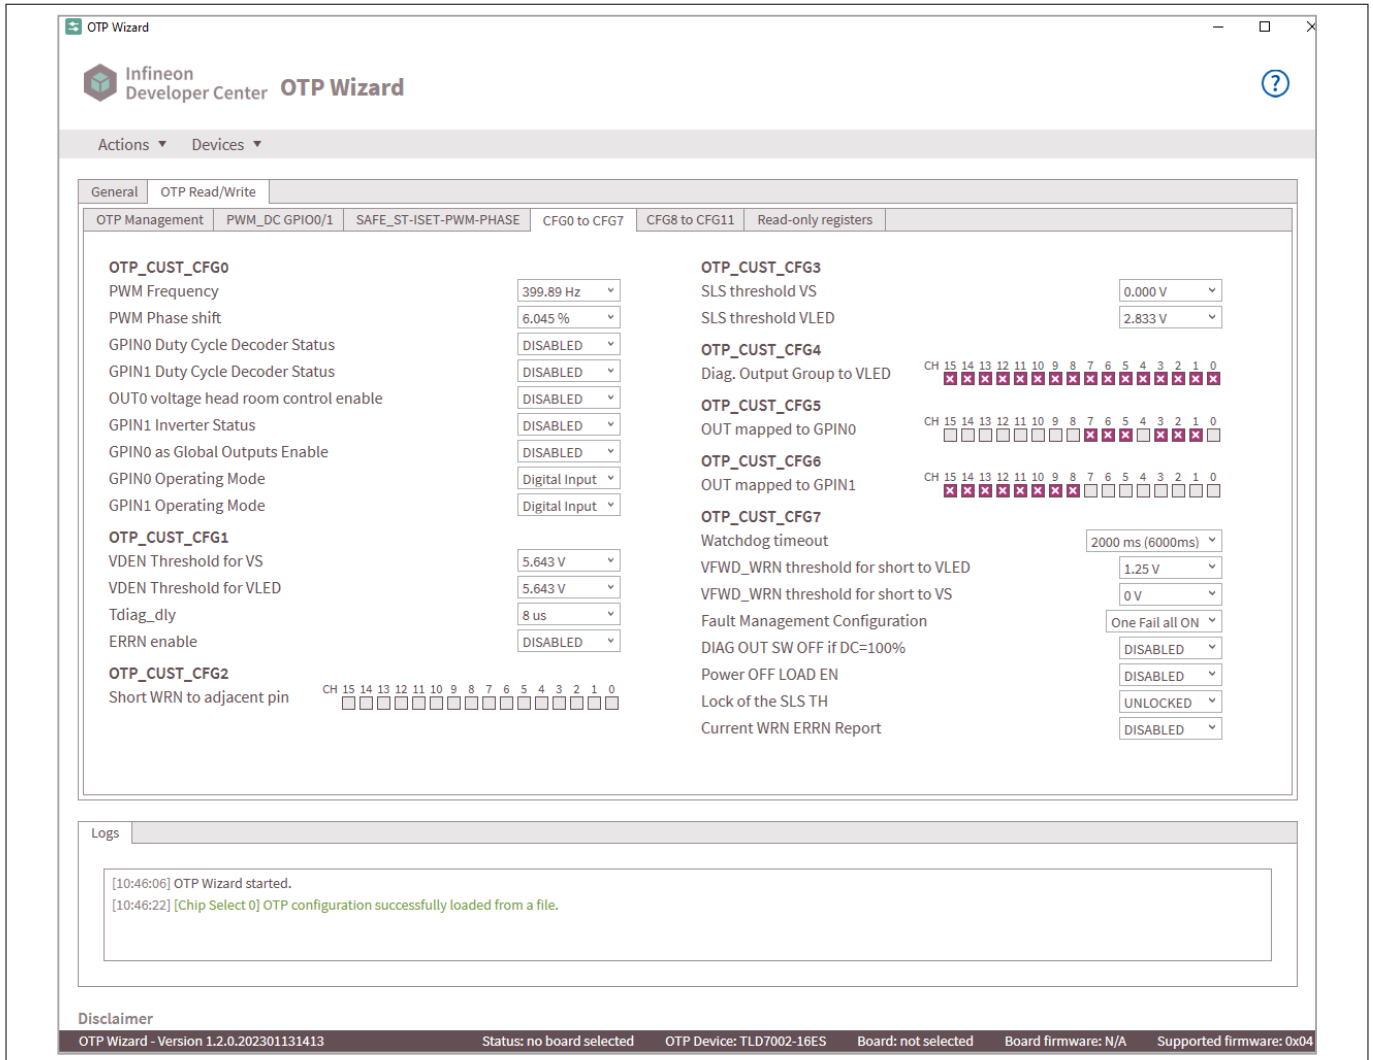 OTP Wizard
Infineon
Developer Center OTP Wizard
?
Actions Devices
General OTP Read/Write
OTP Management PWM_DC GPIO0/1 SAFE_ST-ISET-PWM-PHASE CFG0 to CFG7 CFG8 to CFG11 Read-only registers
OTP_CUST_CFG0
PWM Frequency 399.89 Hz
PWM Phase shift 6.045 %
GPIN0 Duty Cycle Decoder Status DISABLED
GPIN1 Duty Cycle Decoder Status DISABLED
OUT0 voltage head room control enable DISABLED
GPIN1 Inverter Status DISABLED
GPIN0 as Global Outputs Enable DISABLED
GPIN0 Operating Mode Digital Input
GPIN1 Operating Mode Digital Input
OTP_CUST_CFG1
VDEN Threshold for VS 5.643 V
VDEN Threshold for VLED 5.643 V
Tdiag_dly 8 us
ERRN enable DISABLED
OTP_CUST_CFG2
Short WRN to adjacent pin CH 15 14 13 12 11 10 9 8 7 6 5 4 3 2 1 0
OTP_CUST_CFG3
SLS threshold VS 0.000 V
SLS threshold VLED 2.833 V
OTP_CUST_CFG4
Diag. Output Group to VLED CH 15 14 13 12 11 10 9 8 7 6 5 4 3 2 1 0
OTP_CUST_CFG5
OUT mapped to GPIN0 CH 15 14 13 12 11 10 9 8 7 6 5 4 3 2 1 0
OTP_CUST_CFG6
OUT mapped to GPIN1 CH 15 14 13 12 11 10 9 8 7 6 5 4 3 2 1 0
OTP_CUST_CFG7
Watchdog timeout 2000 ms (6000ms)
VFWD_WRN threshold for short to VLED 1.25 V
VFWD_WRN threshold for short to VS 0 V
Fault Management Configuration One Fail all ON
DIAG OUT SW OFF if DC=100% DISABLED
Power OFF LOAD EN DISABLED
Lock of the SLS TH UNLOCKED
Current WRN ERRN Report DISABLED
Logs
[10:46:06] OTP Wizard started.
[10:46:22] [Chip Select 0] OTP configuration successfully loaded from a file.
Disclaimer
OTP Wizard - Version 1.2.0.202301131413 Status: no board selected OTP Device: TLD7002-16ES Board: not selected Board firmware: N/A Supported firmware: 0x04